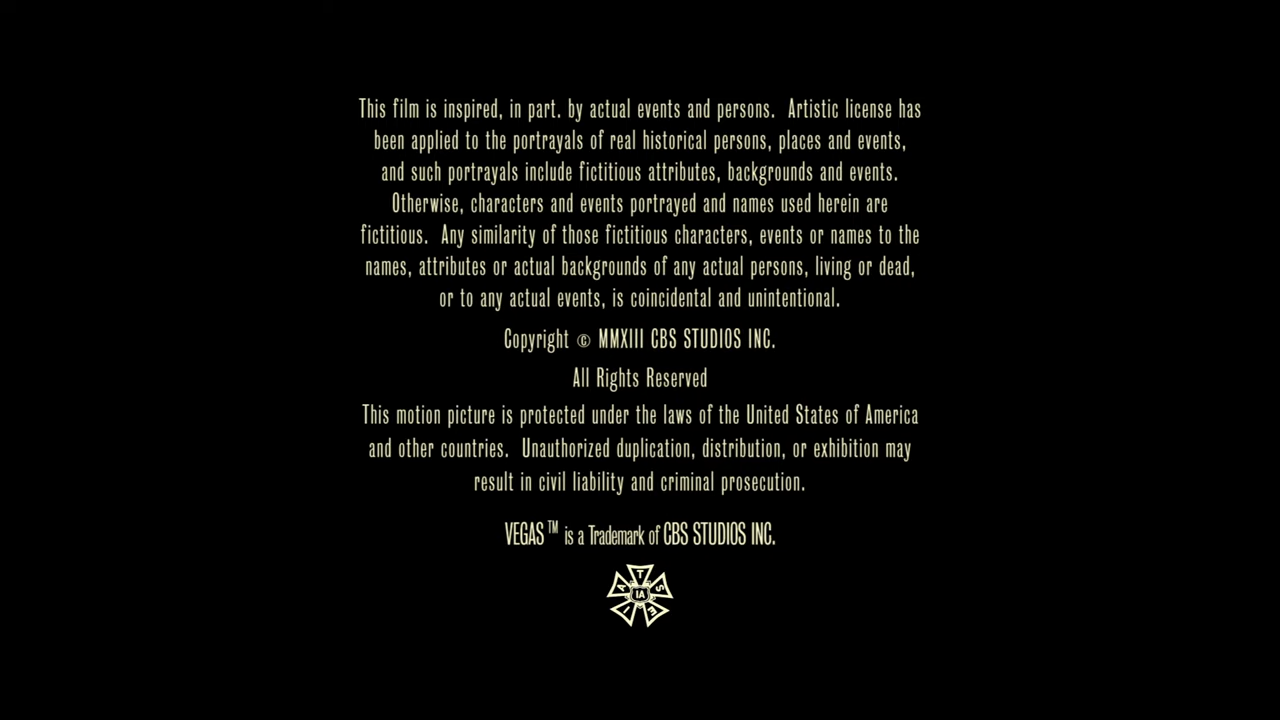 This film is inspired, in part. by actual events and persons.  Artistic license has
been applied to the portrayals of real historical persons, places and events,
and such portrayals include fictitious attributes, backgrounds and events.
Otherwise, characters and events portrayed and names used herein are
fictitious.  Any similarity of those fictitious characters, events or names to the
names, attributes or actual backgrounds of any actual persons, living or dead,
or to any actual events, is coincidental and unintentional.
Copyright © MMXIII CBS STUDIOS INC.
All Rights Reserved
This motion picture is protected under the laws of the United States of America
and other countries.  Unauthorized duplication, distribution, or exhibition may
result in civil liability and criminal prosecution.
VEGAS™ is a Trademark of CBS STUDIOS INC.
I A T S E
IA